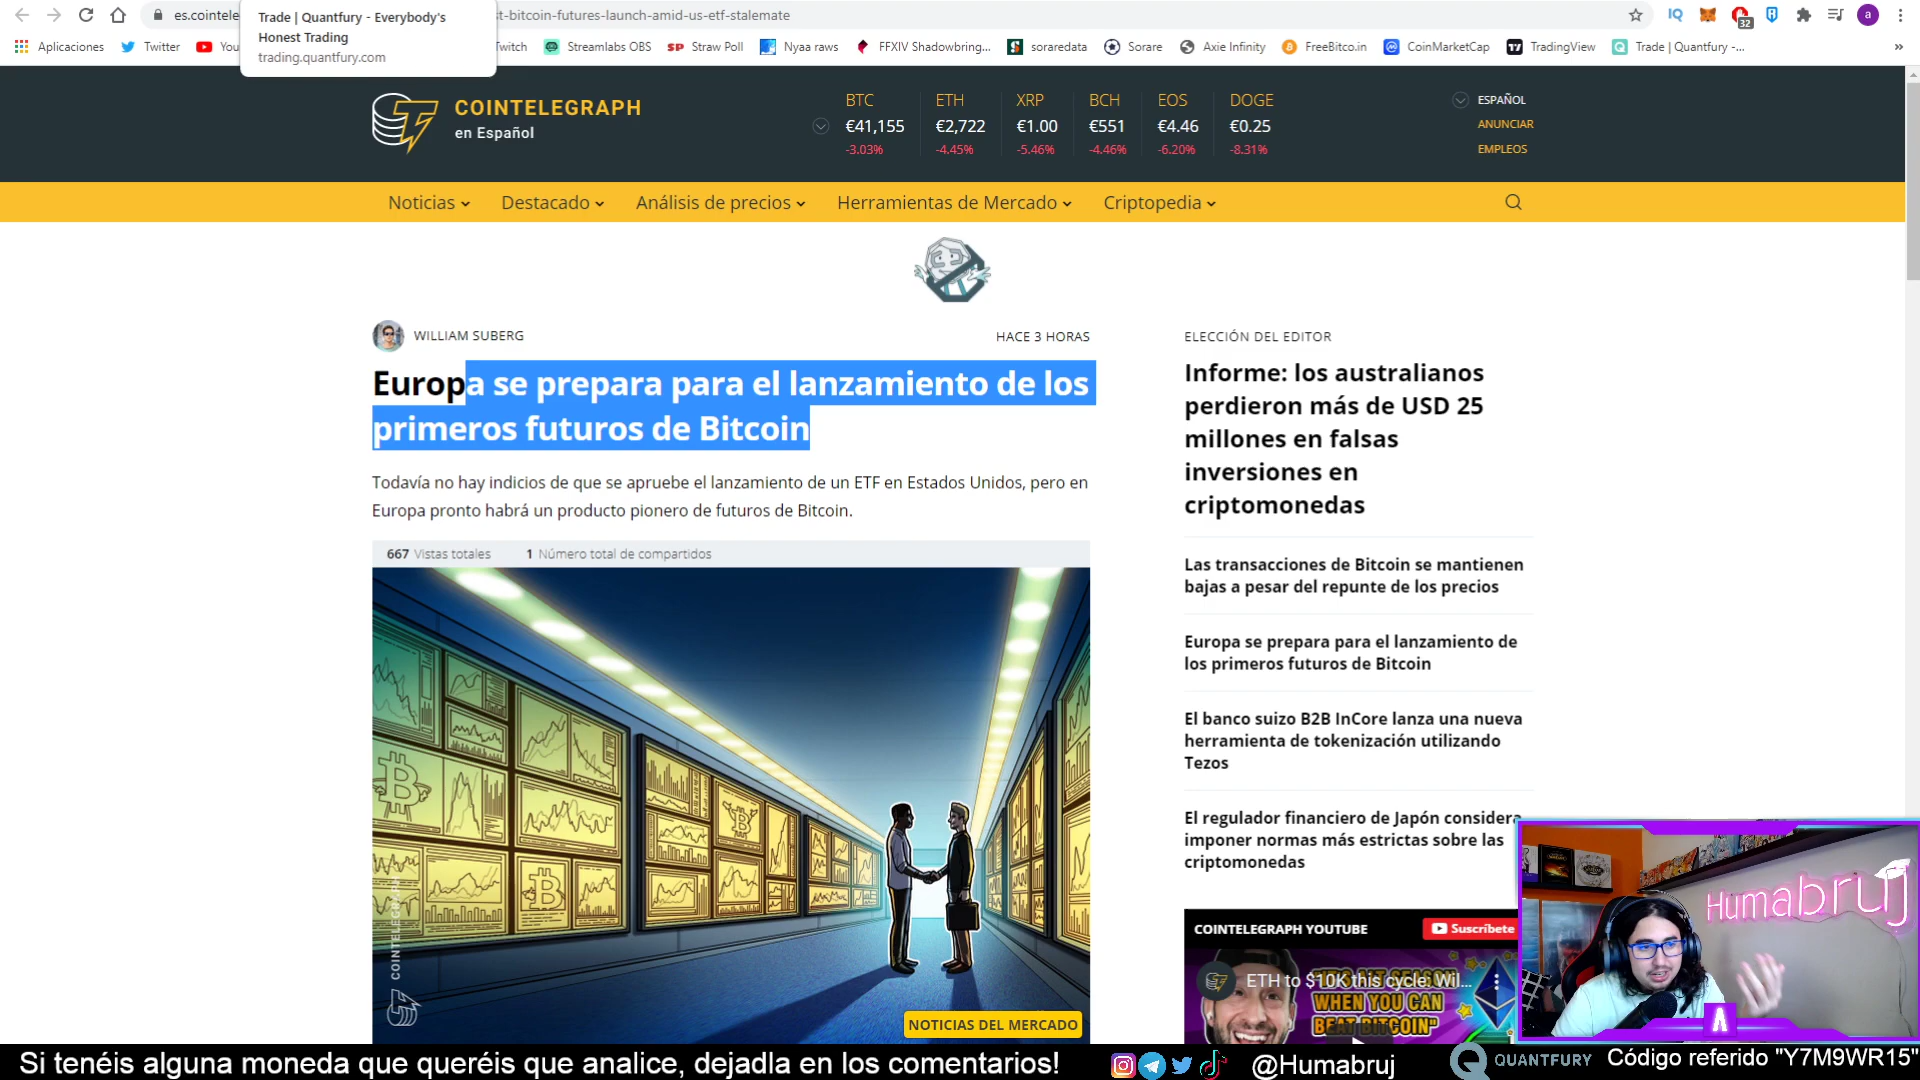 Trade | Quantfury - Everybody's
Honest Trading
trading.quantfury.com
es.cointele
t-bitcoin-futures-launch-amid-us-etf-stalemate
32
a
Aplicaciones
Twitter
You
Twitch
Streamlabs OBS
SP Straw Poll
Nyaa raws
FFXIV Shadowbring...
soraredata
Sorare
Axie Infinity
FreeBitco.in
CoinMarketCap
TradingView
Trade | Quantfury -...
COINTELEGRAPH
en Español
BTC ETH XRP BCH EOS DOGE
€41,155 €2,722 €1.00 €551 €4.46 €0.25
-3.03% -4.45% -5.46% -4.46% -6.20% -8.31%
ESPAÑOL
ANUNCIAR
EMPLEOS
Noticias Destacado Análisis de precios Herramientas de Mercado Criptopedia
WILLIAM SUBERG
HACE 3 HORAS
Europa se prepara para el lanzamiento de los
primeros futuros de Bitcoin
Todavía no hay indicios de que se apruebe el lanzamiento de un ETF en Estados Unidos, pero en
Europa pronto habrá un producto pionero de futuros de Bitcoin.
667 Vistas totales 1 Número total de compartidos
COINTELEGRAPH
NOTICIAS DEL MERCADO
ELECCIÓN DEL EDITOR
Informe: los australianos
perdieron más de USD 25
millones en falsas
inversiones en
criptomonedas
Las transacciones de Bitcoin se mantienen
bajas a pesar del repunte de los precios
Europa se prepara para el lanzamiento de
los primeros futuros de Bitcoin
El banco suizo B2B InCore lanza una nueva
herramienta de tokenización utilizando
Tezos
El regulador financiero de Japón considera
imponer normas más estrictas sobre las
criptomonedas
COINTELEGRAPH YOUTUBE
Suscríbete
ETH to $10K this cycle: Wil...
WHEN YOU CAN
BEAT BITCOIN"
Humabruj
Si tenéis alguna moneda que queréis que analice, dejadla en los comentarios!
@Humabruj
QUANTFURY
Código referido "Y7M9WR15"